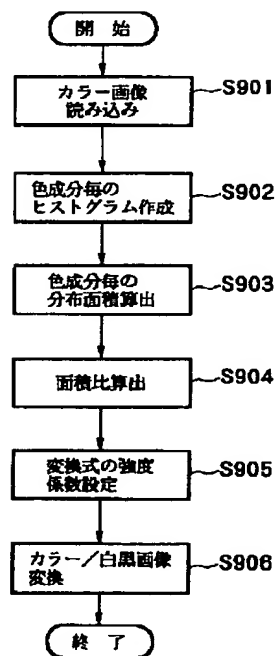 開 始
カラー画像
読み込み
S901
色成分毎の
ヒストグラム作成
S902
色成分毎の
分布面積算出
S903
面積比算出
S904
変換式の強度
係数設定
S905
カラー/白黒画像
変換
S906
終 了